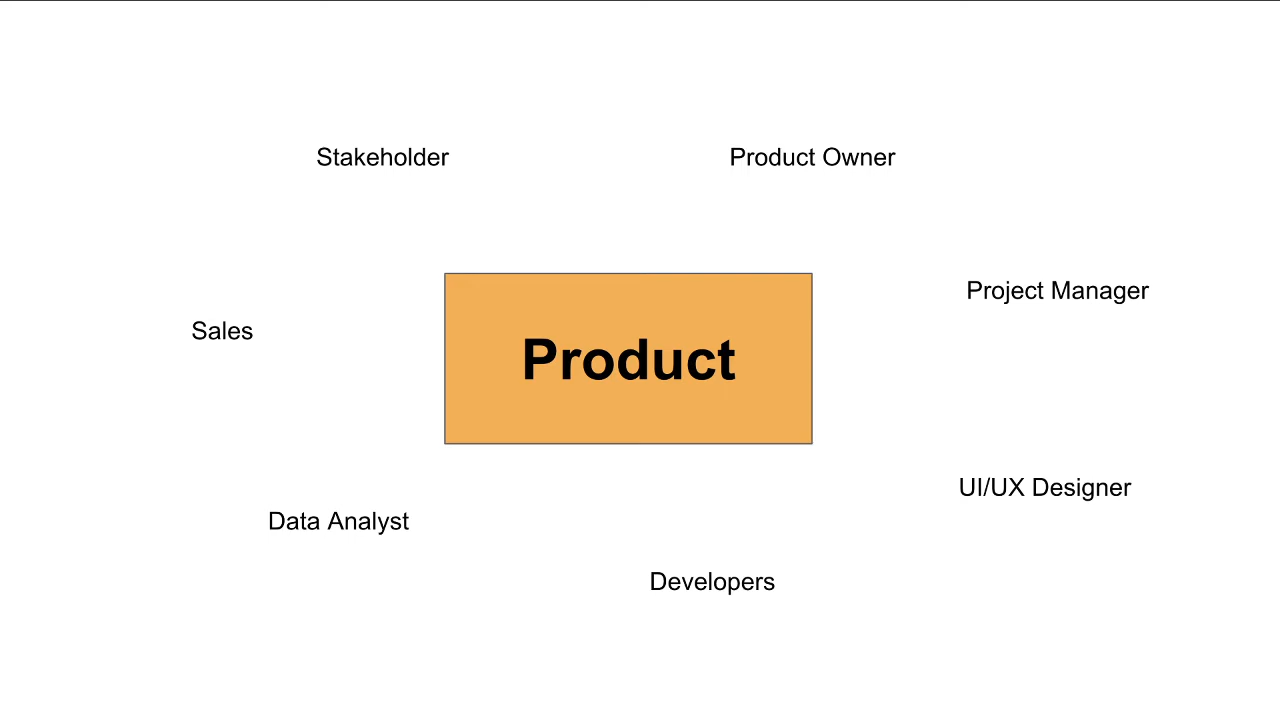 Stakeholder
Product Owner
Project Manager
Sales
Product
UI/UX Designer
Data Analyst
Developers